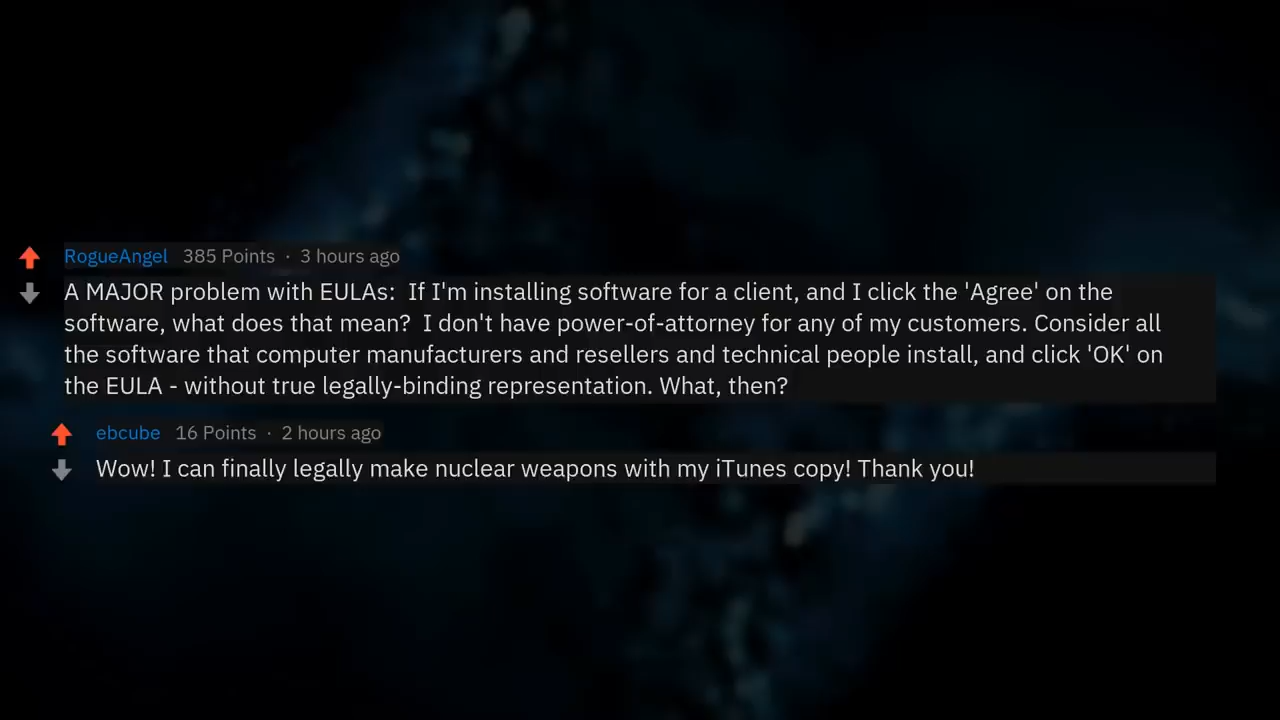 RogueAngel 385 Points · 3 hours ago
A MAJOR problem with EULAs:  If I'm installing software for a client, and I click the 'Agree' on the
software, what does that mean?  I don't have power-of-attorney for any of my customers. Consider all
the software that computer manufacturers and resellers and technical people install, and click 'OK' on
the EULA - without true legally-binding representation. What, then?
ebcube 16 Points · 2 hours ago
Wow! I can finally legally make nuclear weapons with my iTunes copy! Thank you!